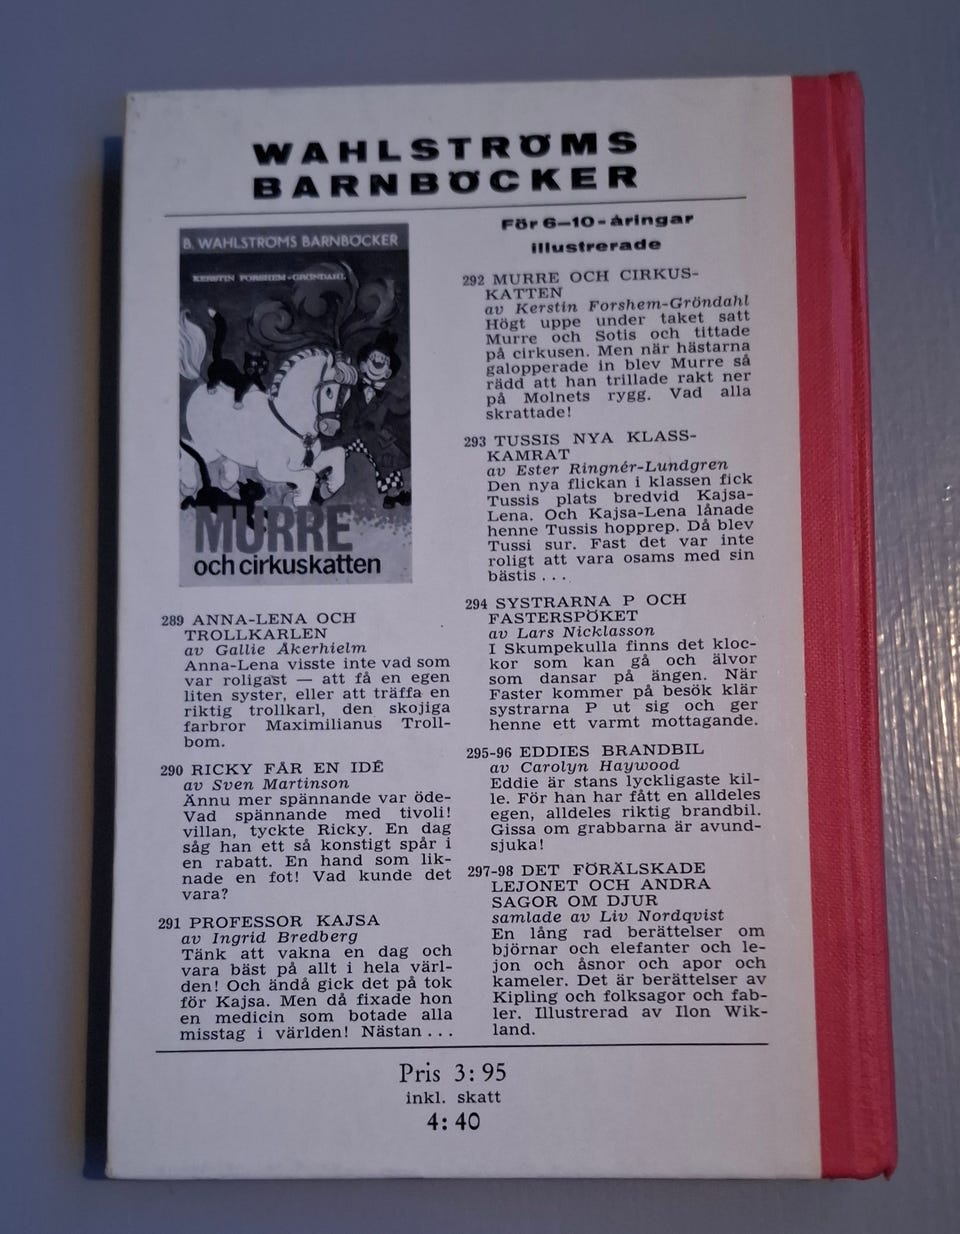 WAHLSTRÖMS
BARNBÖCKER
B. WAHLSTRÖMS BARNBÖCKER
KERSTIN FORSHEM-GRÖNDAHL
MURRE
och cirkuskatten
289 ANNA-LENA OCH
TROLLKARLEN
av Gallie Åkerhielm
Anna-Lena visste inte vad som
var roligast — att få en egen
liten syster, eller att träffa en
riktig trollkarl, den skojiga
farbror Maximilianus Troll-
bom.
290 RICKY FÅR EN IDÉ
av Sven Martinson
Ännu mer spännande var öde-
Vad spännande med tivoli!
villan, tyckte Ricky. En dag
såg han ett så konstigt spår i
en rabatt. En hand som lik-
nade en fot! Vad kunde det
vara?
291 PROFESSOR KAJSA
av Ingrid Bredberg
Tänk att vakna en dag och
vara bäst på allt i hela värl-
den! Och ändå gick det på tok
för Kajsa. Men då fixade hon
en medicin som botade alla
misstag i världen! Nästan . . .
För 6—10-åringar
illustrerade
292 MURRE OCH CIRKUS-
KATTEN
av Kerstin Forshem-Gröndahl
Högt uppe under taket satt
Murre och Sotis och tittade
på cirkusen. Men när hästarna
galopperade in blev Murre så
rädd att han trillade rakt ner
på Molnets rygg. Vad alla
skrattade!
293 TUSSIS NYA KLASS-
KAMRAT
av Ester Ringnér-Lundgren
Den nya flickan i klassen fick
Tussis plats bredvid Kajsa-
Lena. Och Kajsa-Lena lånade
henne Tussis hopprep. Då blev
Tussi sur. Fast det var inte
roligt att vara osams med sin
bästis . . .
294 SYSTRARNA P OCH
FASTERSPÖKET
av Lars Nicklasson
I Skumpekulla finns det kloc-
kor som kan gå och älvor
som dansar på ängen. När
Faster kommer på besök klär
systrarna P ut sig och ger
henne ett varmt mottagande.
295-96 EDDIES BRANDBIL
av Carolyn Haywood
Eddie är stans lyckligaste kil-
le. För han har fått en alldeles
egen, alldeles riktig brandbil.
Gissa om grabbarna är avund-
sjuka!
297-98 DET FÖRÄLSKADE
LEJONET OCH ANDRA
SAGOR OM DJUR
samlade av Liv Nordqvist
En lång rad berättelser om
björnar och elefanter och le-
jon och åsnor och apor och
kameler. Det är berättelser av
Kipling och folksagor och fab-
ler. Illustrerad av Ilon Wik-
land.
Pris 3:95
inkl. skatt
4:40